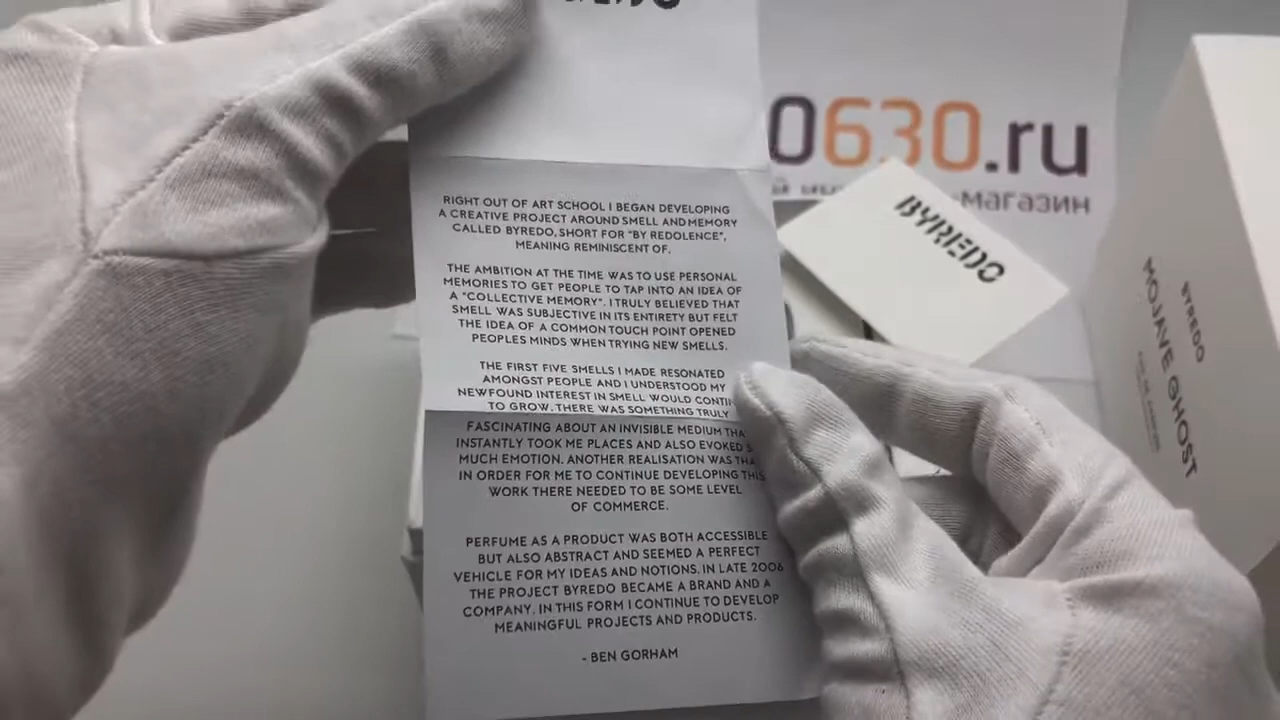 RIGHT OUT OF ART SCHOOL I BEGAN DEVELOPING
A CREATIVE PROJECT AROUND SMELL AND MEMORY
CALLED BYREDO, SHORT FOR "BY REDOLENCE",
MEANING REMINISCENT OF.
THE AMBITION AT THE TIME WAS TO USE PERSONAL
MEMORIES TO GET PEOPLE TO TAP INTO AN IDEA OF
A "COLLECTIVE MEMORY". I TRULY BELIEVED THAT
SMELL WAS SUBJECTIVE IN ITS ENTIRETY BUT FELT
THE IDEA OF A COMMON TOUCH POINT OPENED
PEOPLES MINDS WHEN TRYING NEW SMELLS.
THE FIRST FIVE SMELLS I MADE RESONATED
AMONGST PEOPLE AND I UNDERSTOOD MY
NEWFOUND INTEREST IN SMELL WOULD
TO GROW. THERE WAS SOMETHING TRULY
FASCINATING ABOUT AN INVISIBLE MEDIUM
INSTANTLY TOOK ME PLACES AND ALSO EVOKED
MUCH EMOTION. ANOTHER REALISATION WAS
IN ORDER FOR ME TO CONTINUE DEVELOPING THIS
WORK THERE NEEDED TO BE SOME LEVEL
OF COMMERCE.
PERFUME AS A PRODUCT WAS BOTH ACCESSIBLE
BUT ALSO ABSTRACT AND SEEMED A PERFECT
VEHICLE FOR MY IDEAS AND NOTIONS. IN LATE 2006
THE PROJECT BYREDO BECAME A BRAND AND A
COMPANY. IN THIS FORM I CONTINUE TO DEVELOP
MEANINGFUL PROJECTS AND PRODUCTS.
- BEN GORHAM
0630.ru
-магазин
BYREDO
BYREDO
MOJAVE GHOST